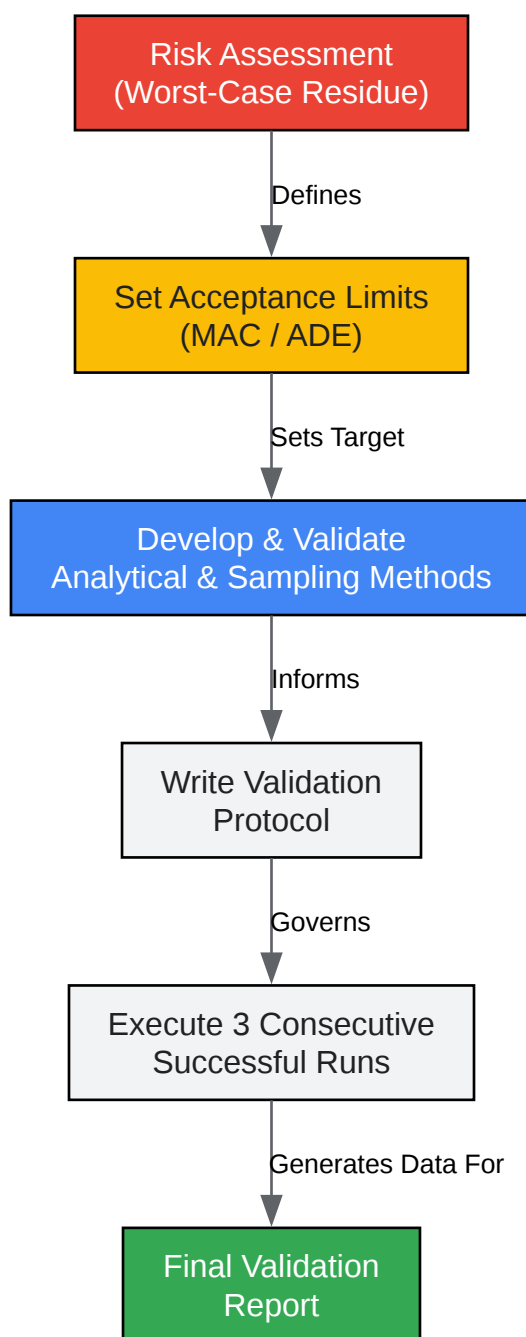 Risk Assessment
(Worst-Case Residue)
Defines
Set Acceptance Limits
(MAC / ADE)
Sets Target
Develop & Validate
Analytical & Sampling Methods
Informs
Write Validation
Protocol
Governs
Execute 3 Consecutive
Successful Runs
Generates Data For
Final Validation
Report